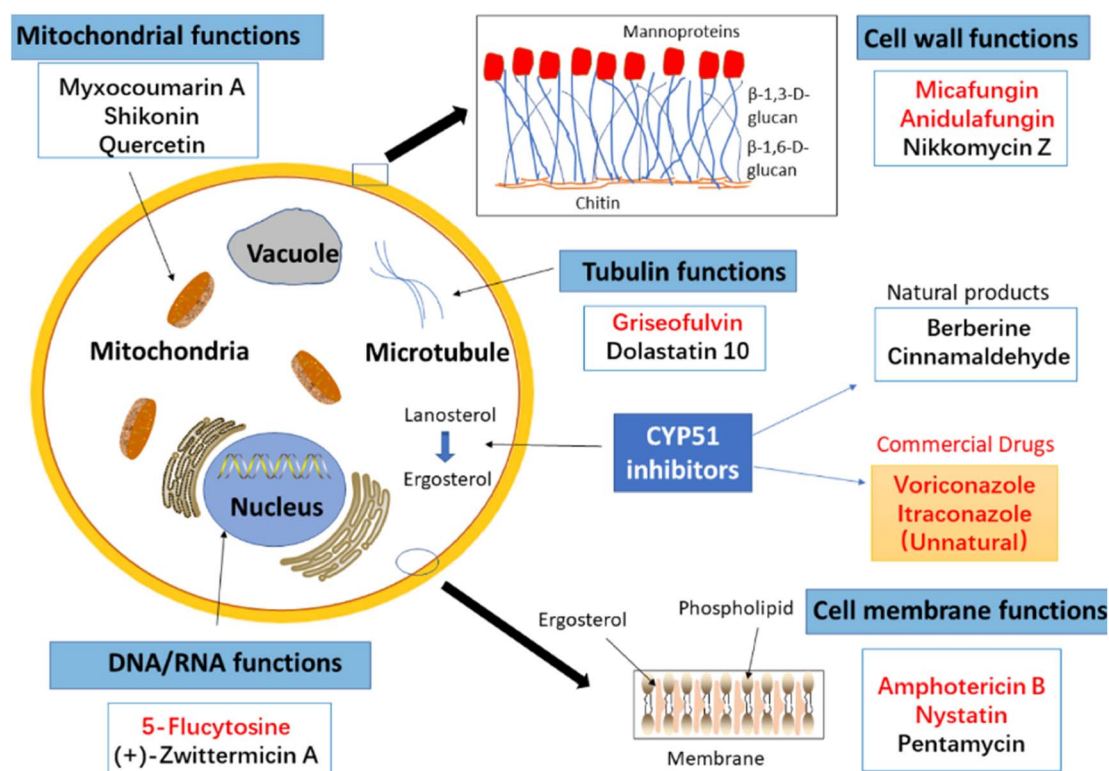 Mitochondrial functions
Myxocoumarin A
Shikonin
Quercetin
Mannoproteins
β-1,3-D-
glucan
β-1,6-D-
glucan
Chitin
Cell wall functions
Micafungin
Anidulafungin
Nikkomycin Z
Vacuole
Mitochondria
Microtubule
Tubulin functions
Griseofulvin
Dolastatin 10
Natural products
Berberine
Cinnamaldehyde
Lanosterol
Ergosterol
CYP51
inhibitors
Commercial Drugs
Voriconazole
Itraconazole
(Unnatural)
Nucleus
DNA/RNA functions
5-Flucytosine
(+)-Zwittermicin A
Ergosterol
Phospholipid
Membrane
Cell membrane functions
Amphotericin B
Nystatin
Pentamycin